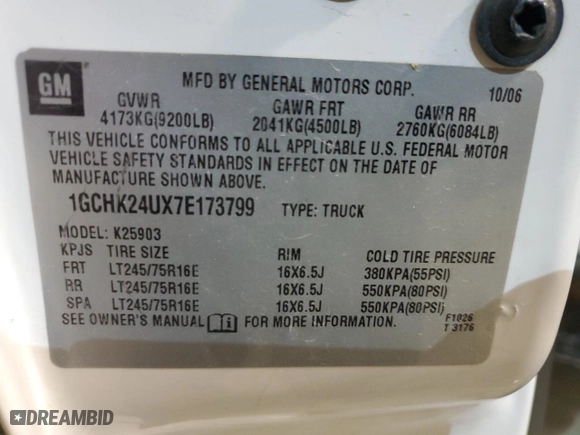 GM
MFD BY GENERAL MOTORS CORP. 10/06
GVWR GAWR FRT GAWR RR
4173KG(9200LB) 2041KG(4500LB) 2760KG(6084LB)
THIS VEHICLE CONFORMS TO ALL APPLICABLE U.S. FEDERAL MOTOR
VEHICLE SAFETY STANDARDS IN EFFECT ON THE DATE OF
MANUFACTURE SHOWN ABOVE.
1GCHK24UX7E173799 TYPE: TRUCK
MODEL: K25903
KPJS TIRE SIZE RIM COLD TIRE PRESSURE
FRT LT245/75R16E 16X6.5J 380KPA(55PSI)
RR LT245/75R16E 16X6.5J 550KPA(80PSI)
SPA LT245/75R16E 16X6.5J 550KPA(80PSI)
SEE OWNER'S MANUAL FOR MORE INFORMATION. F1026
T3176
DREAMBID